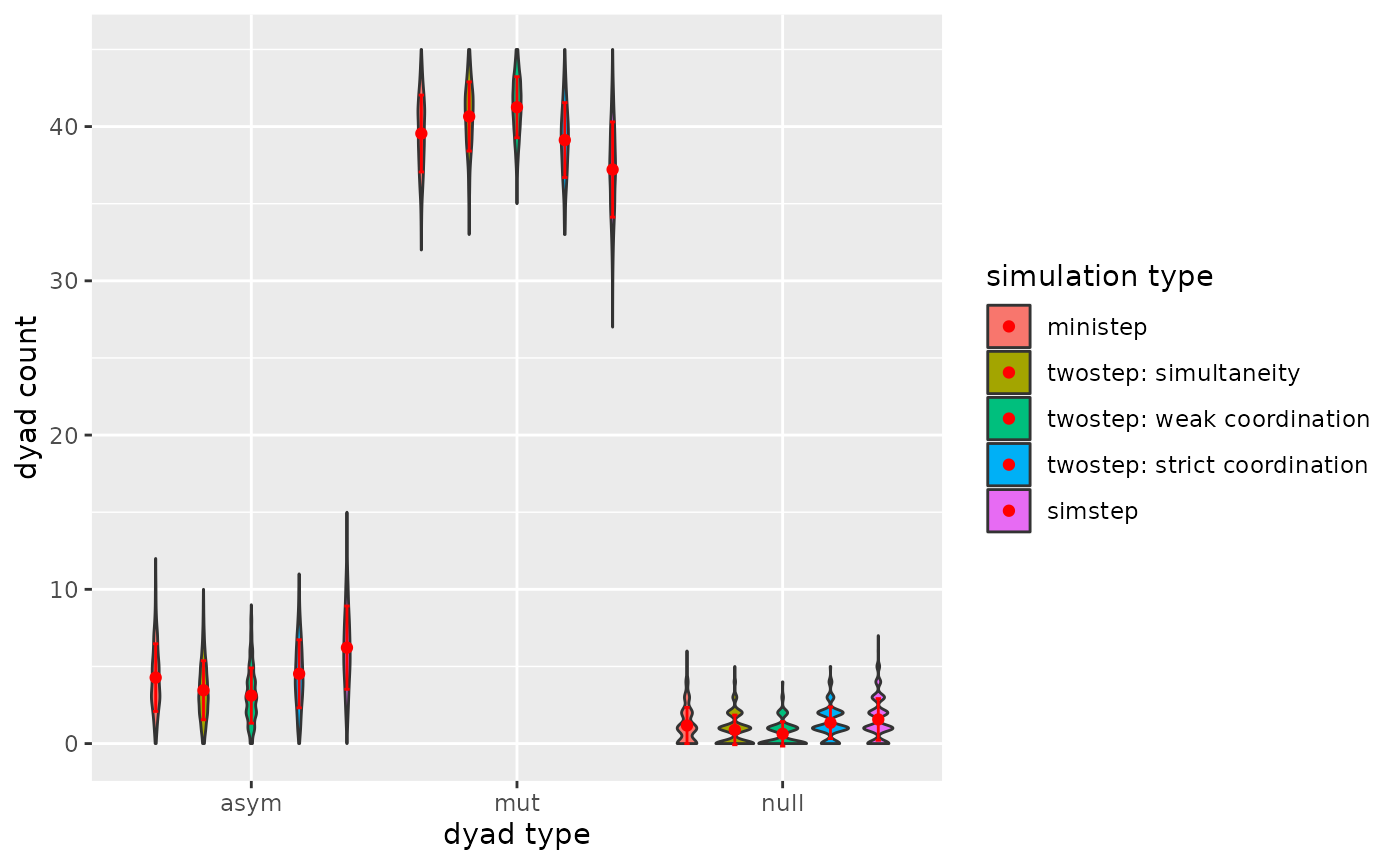 dyad count
40
30
20
10
0
asym
mut
null
dyad type
simulation type
ministep
twostep: simultaneity
twostep: weak coordination
twostep: strict coordination
simstep